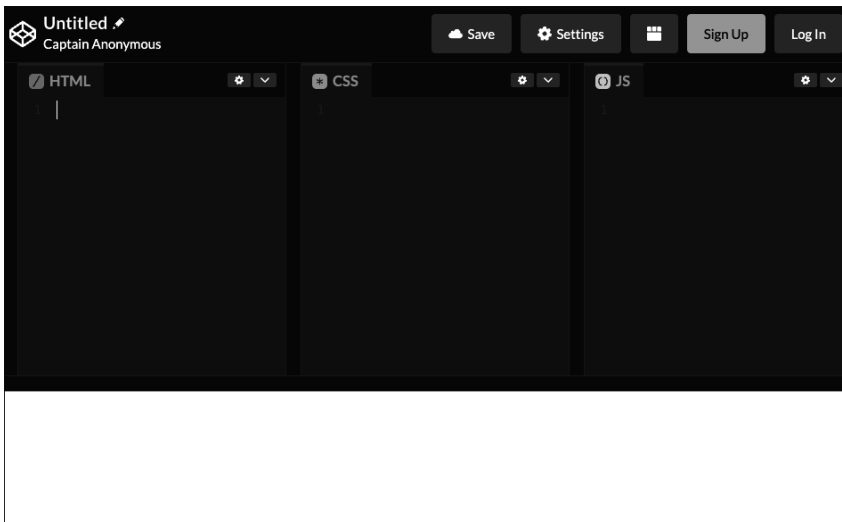 Untitled
Captain Anonymous
Save
Settings
Sign Up
Log In
HTML
CSS
JS
1
1
1